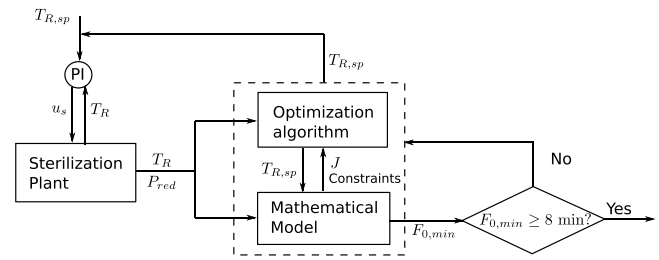 T_{R,sp}
T_{R,sp}
PI
u_s T_R
Optimization
algorithm
Sterilization
Plant
T_R
P_{red}
T_{R,sp}
J
Constraints
Mathematical
Model
F_{0,min}
F_{0,min} ≥ 8 min?
No
Yes